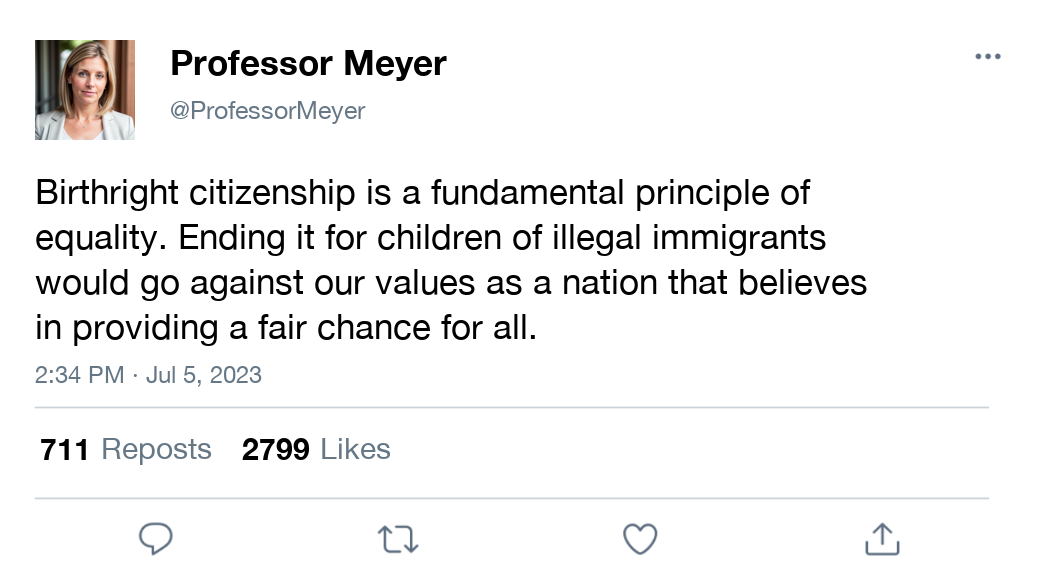 Professor Meyer
@ProfessorMeyer
Birthright citizenship is a fundamental principle of
equality. Ending it for children of illegal immigrants
would go against our values as a nation that believes
in providing a fair chance for all.
2:34 PM · Jul 5, 2023
711 Reposts 2799 Likes